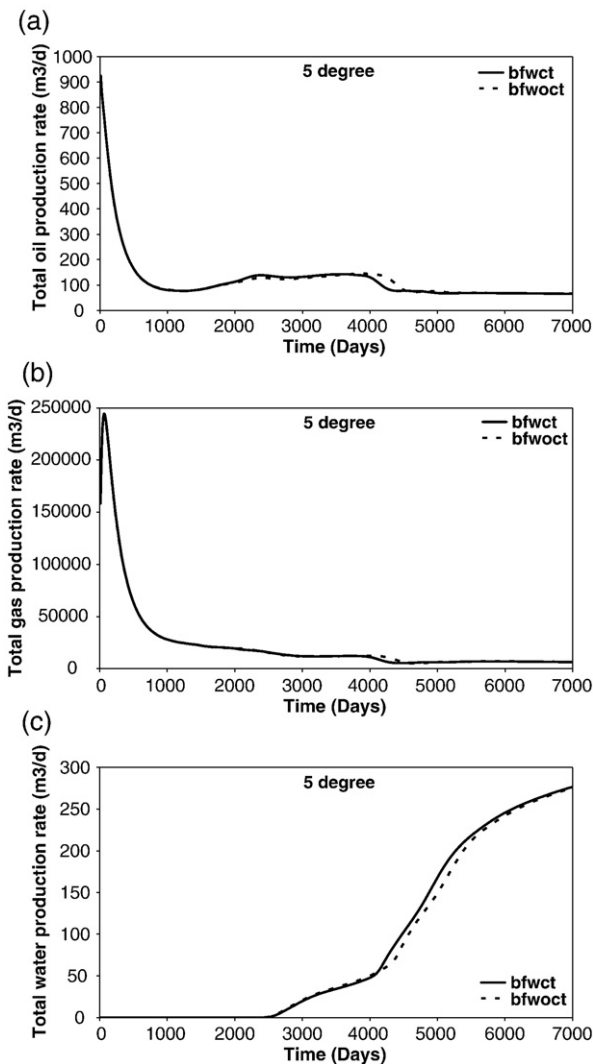 (a)
Total oil production rate (m3/d)
1000
900
800
700
600
500
400
300
200
100
0
5 degree
bfwct
bfwoct
0 1000 2000 3000 4000 5000 6000 7000
Time (Days)
(b)
Total gas production rate (m3/d)
250000
200000
150000
100000
50000
0
5 degree
bfwct
bfwoct
0 1000 2000 3000 4000 5000 6000 7000
Time (Days)
(c)
Total water production rate (m3/d)
300
250
200
150
100
50
0
5 degree
bfwct
bfwoct
0 1000 2000 3000 4000 5000 6000 7000
Time (Days)